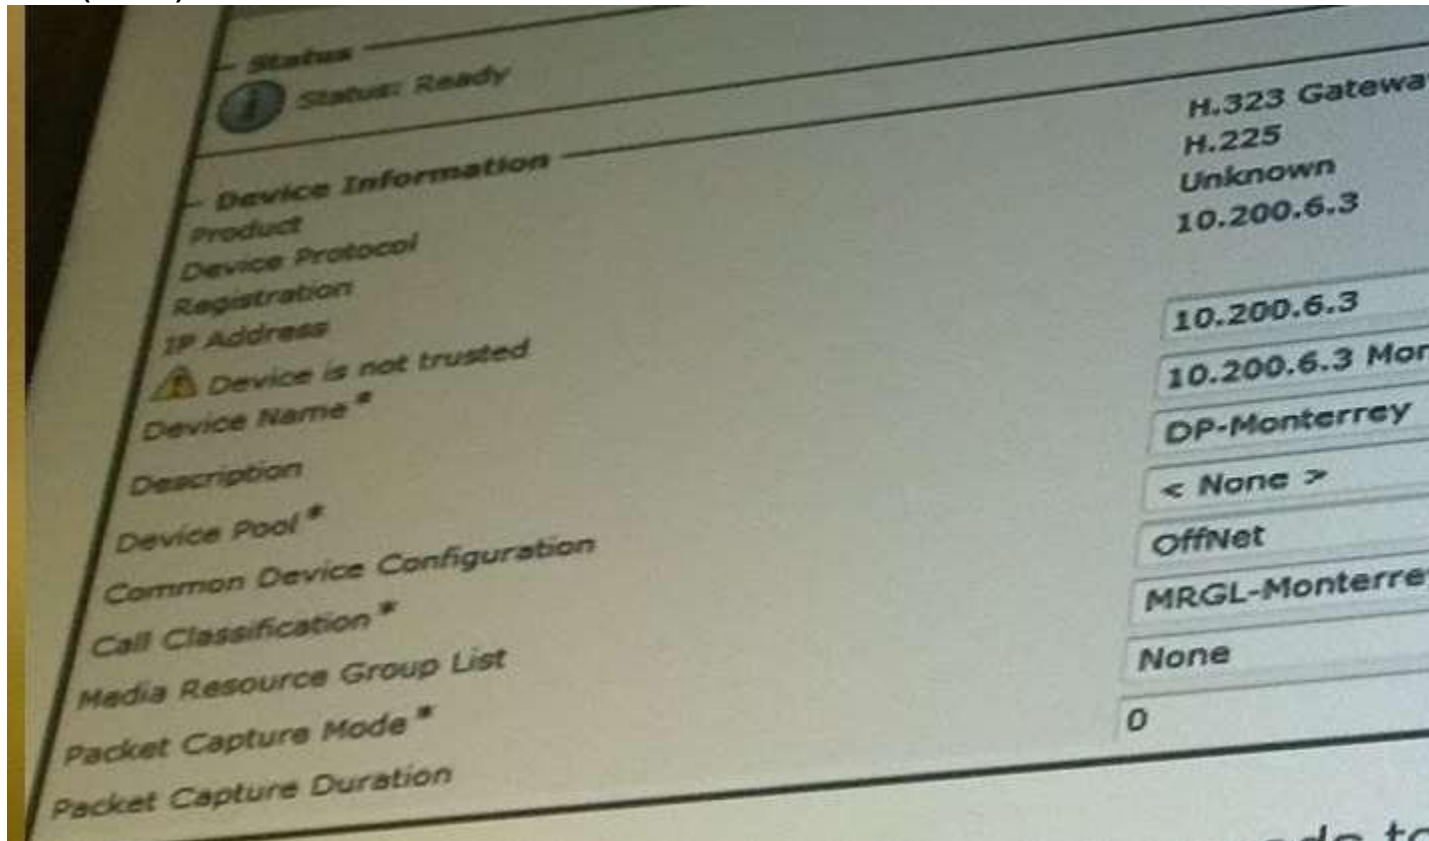 Status
Status: Ready
Device Information
Product H.323 Gatewa
Device Protocol H.225
Registration Unknown
IP Address 10.200.6.3
Device is not trusted
Device Name* 10.200.6.3
Description 10.200.6.3 Mon
Device Pool* DP-Monterrey
Common Device Configuration < None >
Call Classification* OffNet
Media Resource Group List MRGL-Monterre
Packet Capture Mode* None
Packet Capture Duration 0